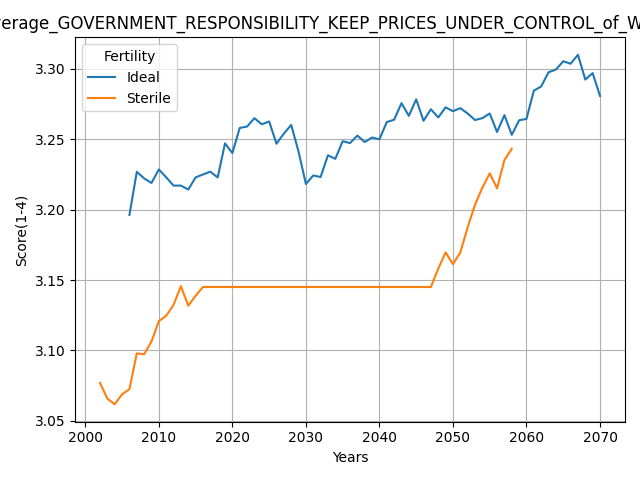 verage_GOVERNMENT_RESPONSIBILITY_KEEP_PRICES_UNDER_CONTROL_of_W
Fertility
Ideal
Sterile
Score(1-4)
3.30
3.25
3.20
3.15
3.10
3.05
2000 2010 2020 2030 2040 2050 2060 2070
Years